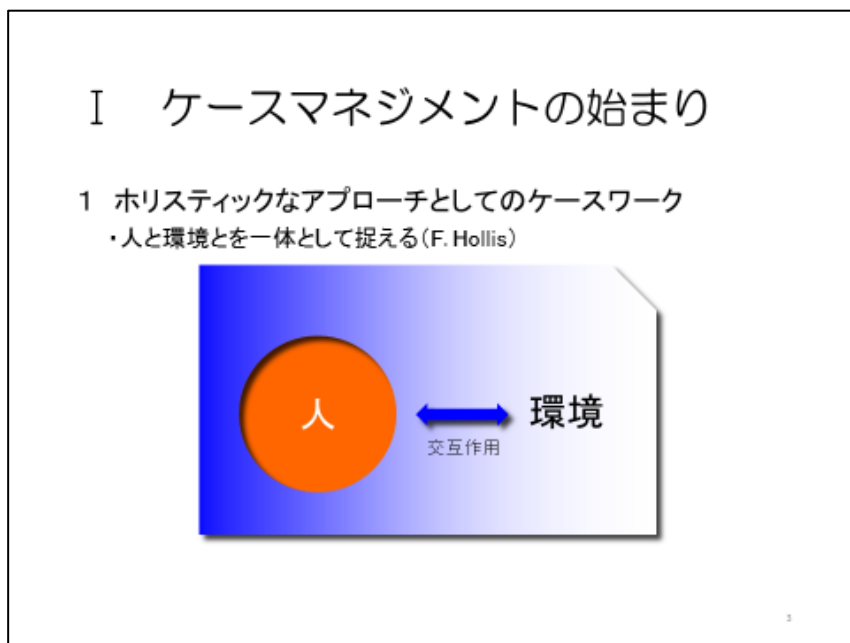 Ⅰ　ケースマネジメントの始まり
1　ホリスティックなアプローチとしてのケースワーク
・人と環境とを一体として捉える(F. Hollis)
人
環境
交互作用
3